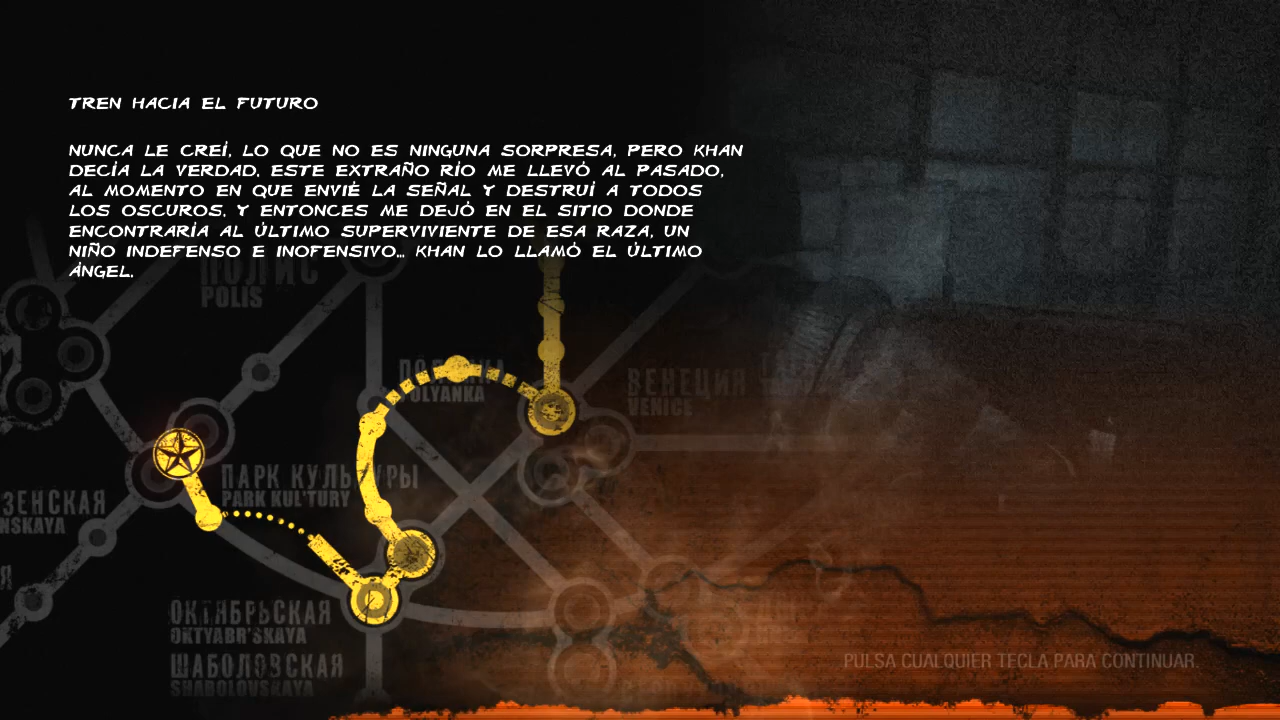 TREN HACIA EL FUTURO
NUNCA LE CREÍ, LO QUE NO ES NINGUNA SORPRESA, PERO KHAN
DECÍA LA VERDAD. ESTE EXTRAÑO RÍO ME LLEVÓ AL PASADO,
AL MOMENTO EN QUE ENVIÉ LA SEÑAL Y DESTRUÍ A TODOS
LOS OSCUROS, Y ENTONCES ME DEJÓ EN EL SITIO DONDE
ENCONTRARÍA AL ÚLTIMO SUPERVIVIENTE DE ESA RAZA, UN
NIÑO INDEFENSO E INOFENSIVO... KHAN LO LLAMÓ EL ÚLTIMO
ÁNGEL.
ПОЛИС
POLIS
OLYANKA
ВЕНЕЦИЯ
VENICE
ПАРК КУЛЬТУРЫ
PARK KUL'TURY
ЗЕНСКАЯ
NSKAYA
Я
ОКТЯБРЬСКАЯ
OKTYABR'SKAYA
ШАБОЛОВСКАЯ
SHABOLOVSKAYA
PULSA CUALQUIER TECLA PARA CONTINUAR.